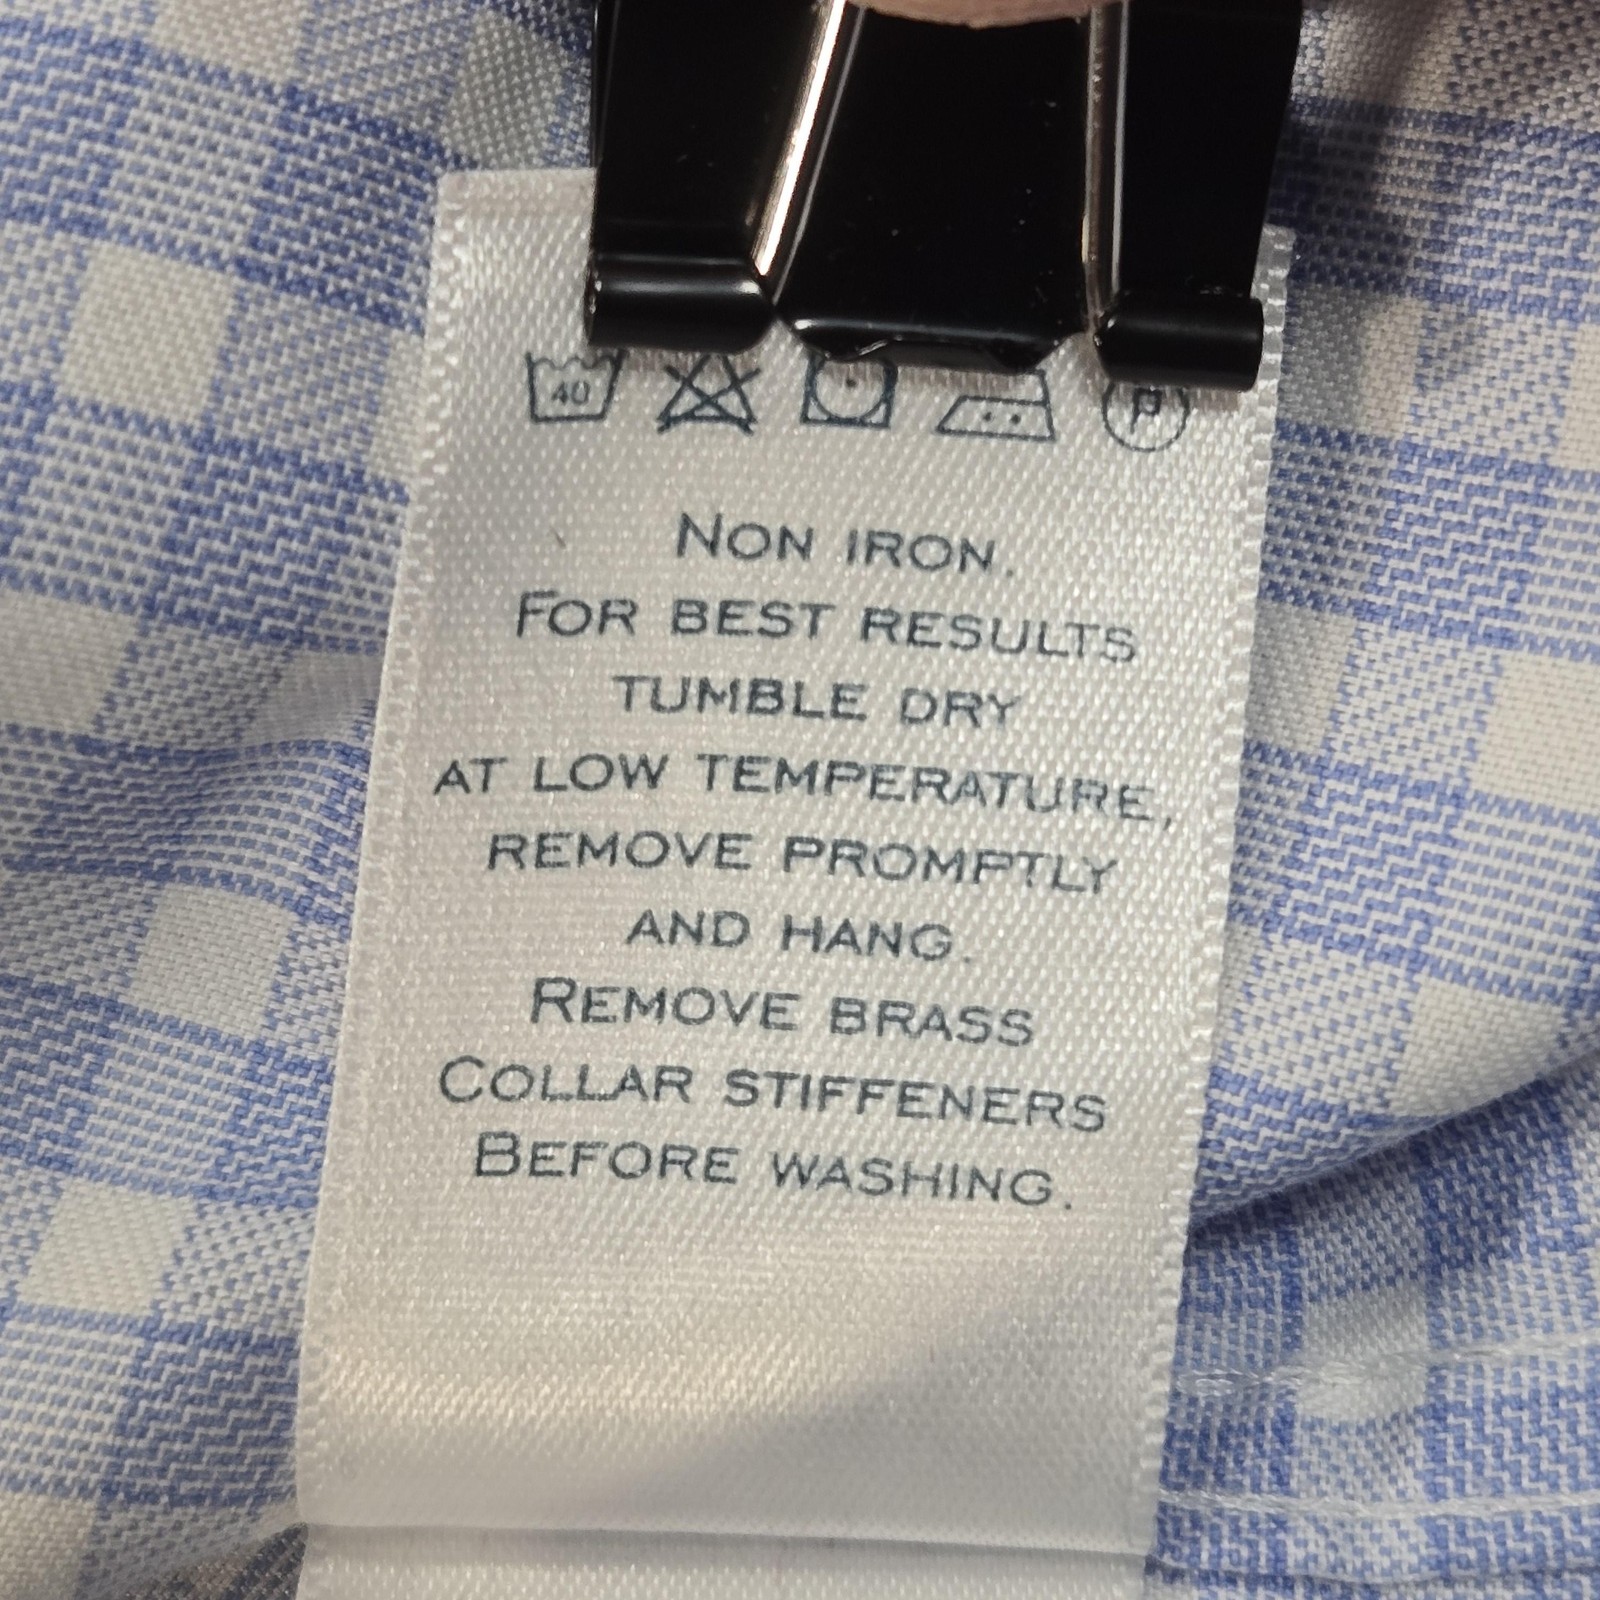 40 P
NON IRON.
FOR BEST RESULTS
TUMBLE DRY
AT LOW TEMPERATURE,
REMOVE PROMPTLY
AND HANG.
REMOVE BRASS
COLLAR STIFFENERS
BEFORE WASHING.